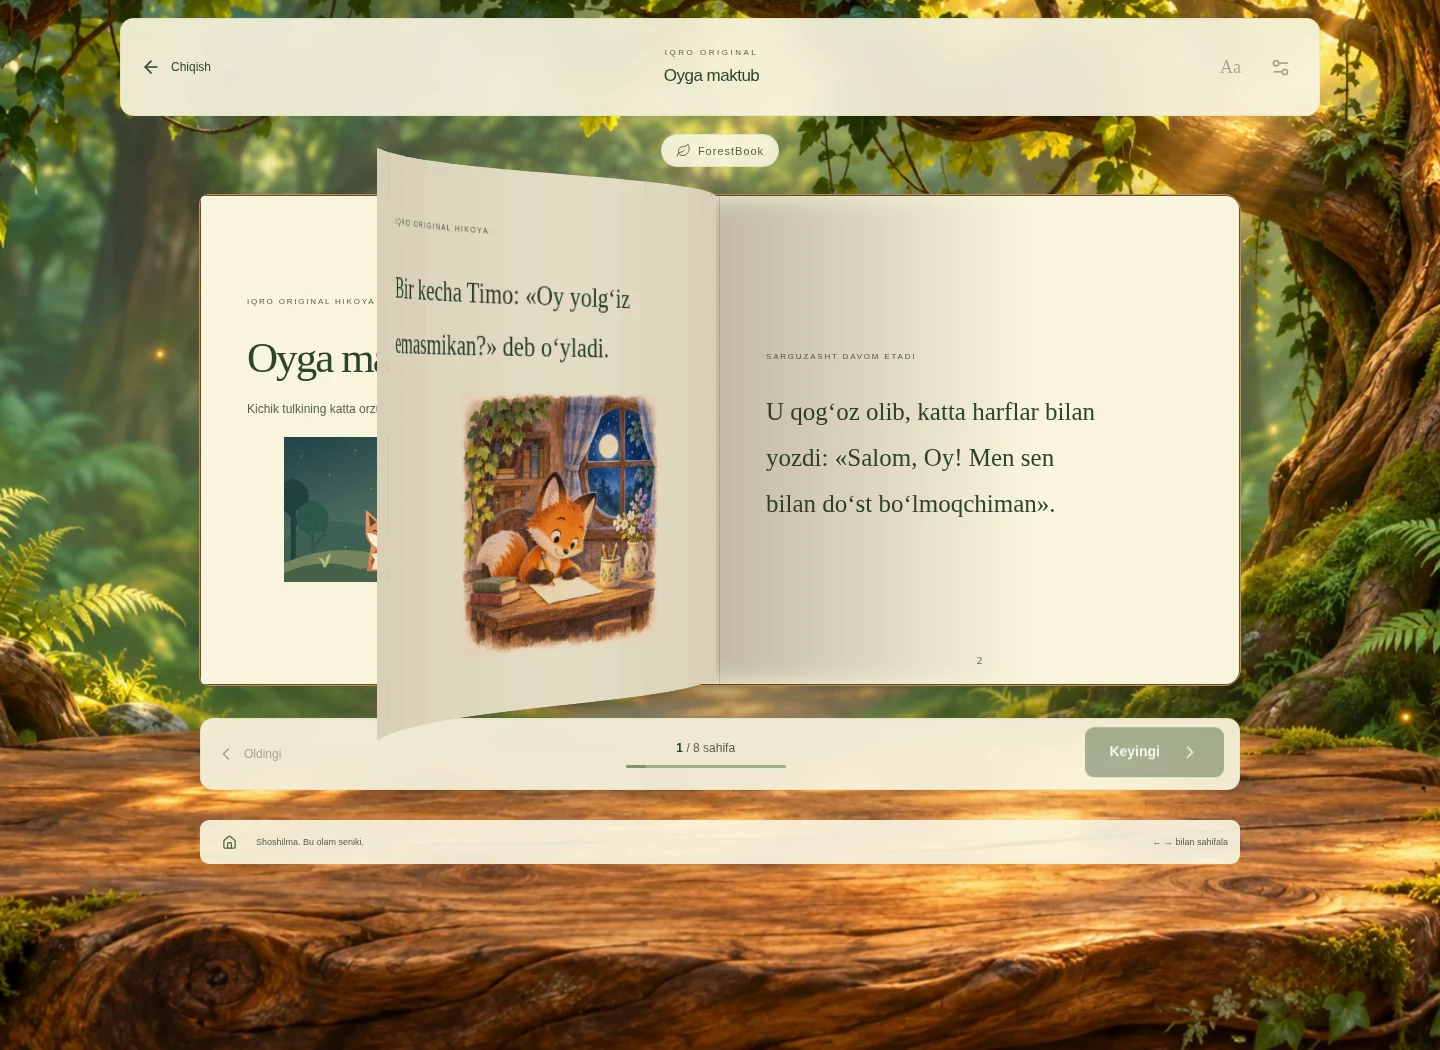 Chiqish
IQRO ORIGINAL
Oyga maktub
Aa
ForestBook
IQRO ORIGINAL HIKOYA
Oyga ma
Kichik tulkining katta orzu
IQRO ORIGINAL HIKOYA
Bir kecha Timo: «Oy yolg‘iz
emasmikan?» deb o‘yladi.
SARGUZASHT DAVOM ETADI
U qog‘oz olib, katta harflar bilan
yozdi: «Salom, Oy! Men sen
bilan do‘st bo‘lmoqchiman».
2
Oldingi
1 / 8 sahifa
Keyingi
Shoshilma. Bu olam seniki.
← → bilan sahifala